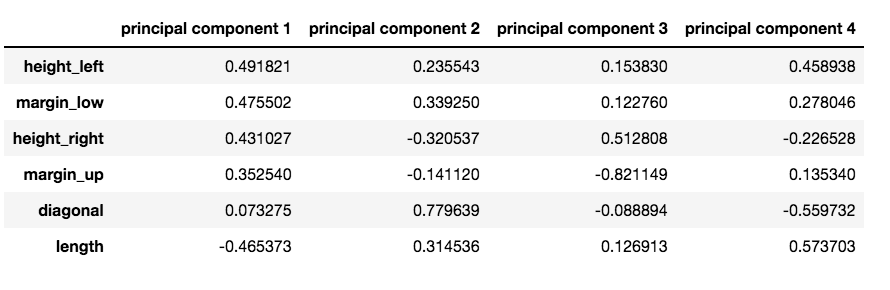 principal component 1 principal component 2 principal component 3 principal component 4
height_left 0.491821 0.235543 0.153830 0.458938
margin_low 0.475502 0.339250 0.122760 0.278046
height_right 0.431027 -0.320537 0.512808 -0.226528
margin_up 0.352540 -0.141120 -0.821149 0.135340
diagonal 0.073275 0.779639 -0.088894 -0.559732
length -0.465373 0.314536 0.126913 0.573703